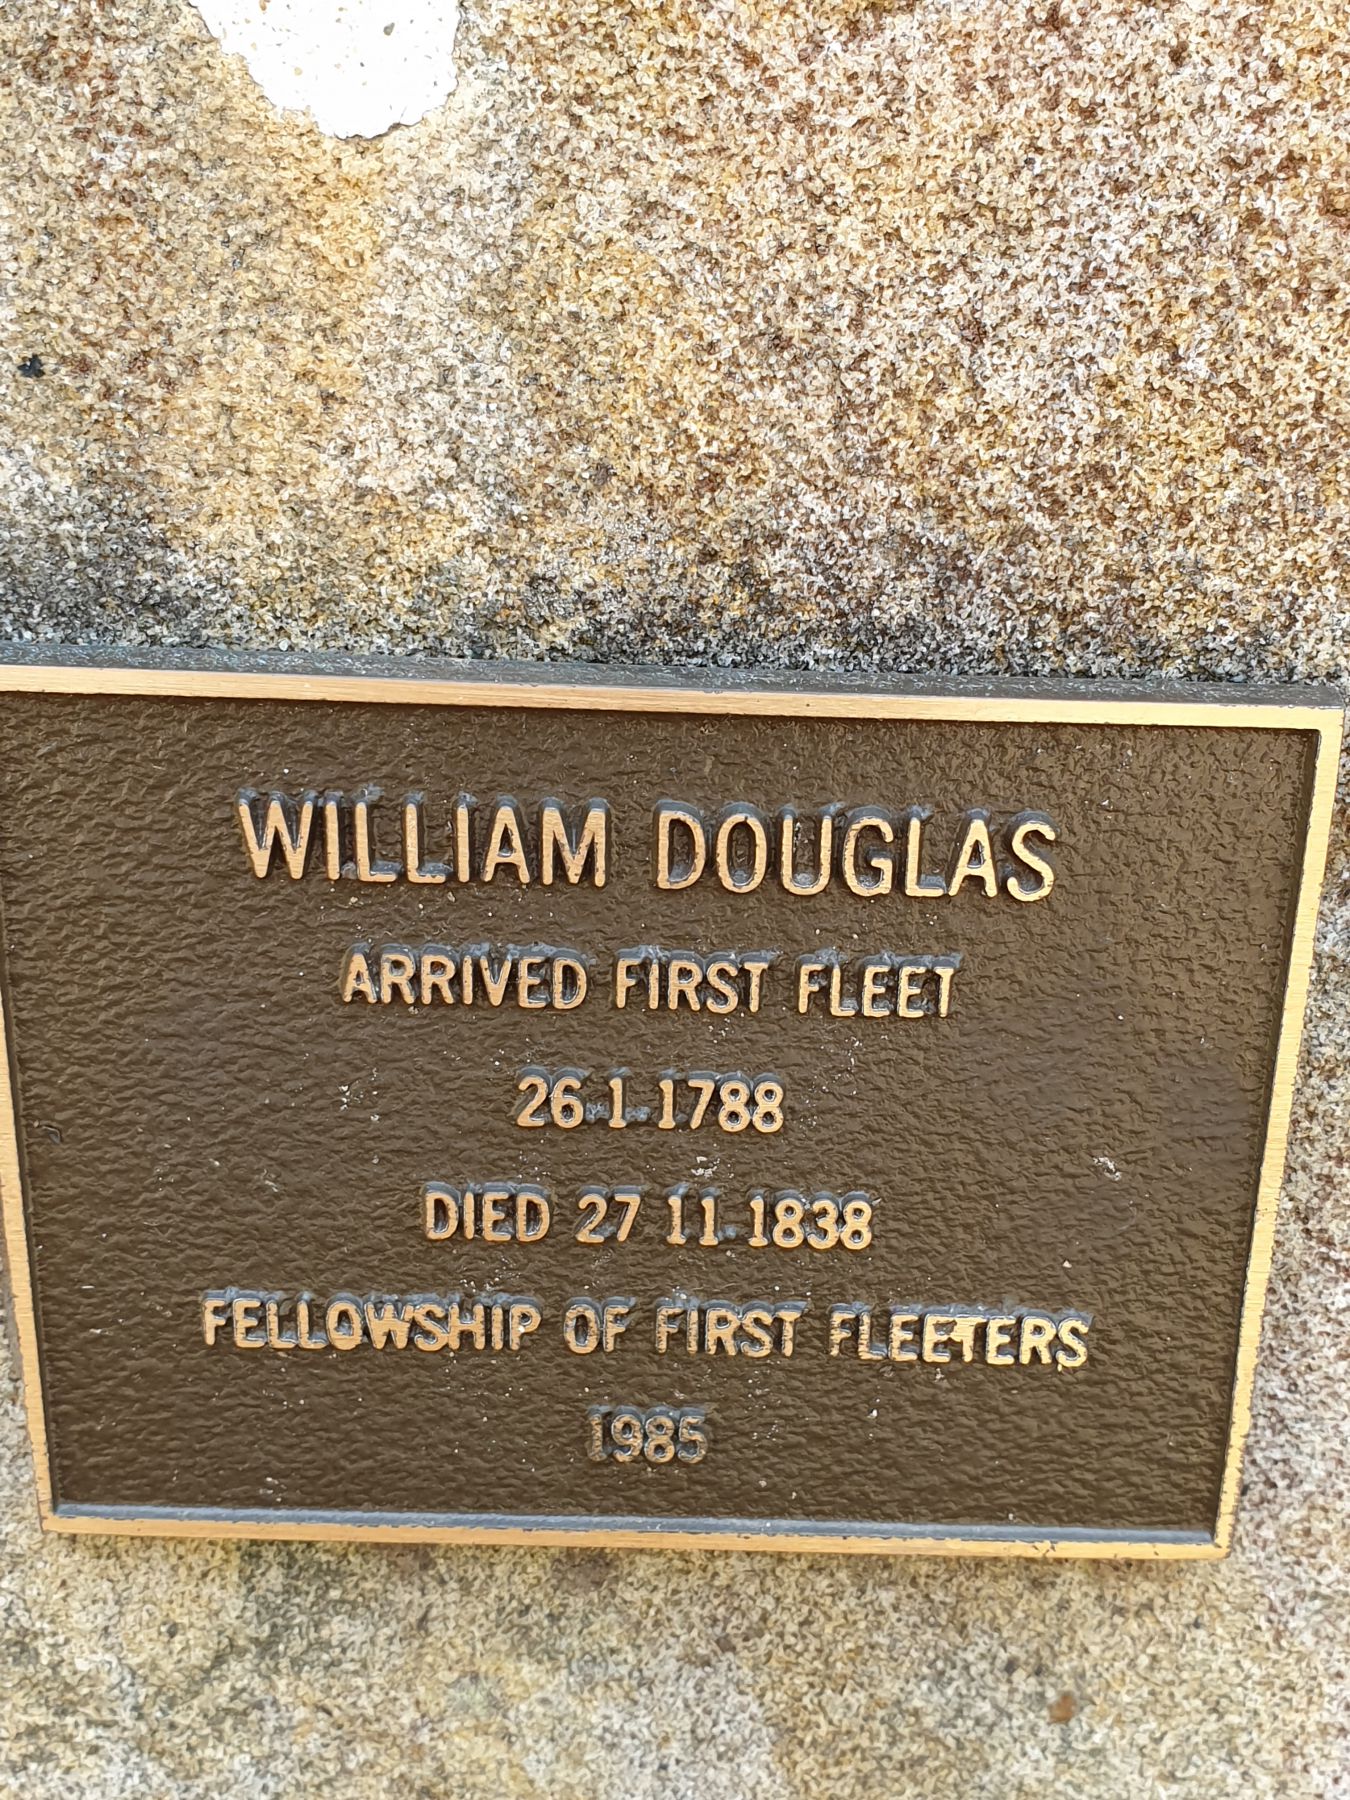 WILLIAM DOUGLAS
ARRIVED FIRST FLEET
26.1.1788
DIED 27 11.1838
FELLOWSHIP OF FIRST FLEETERS
1985